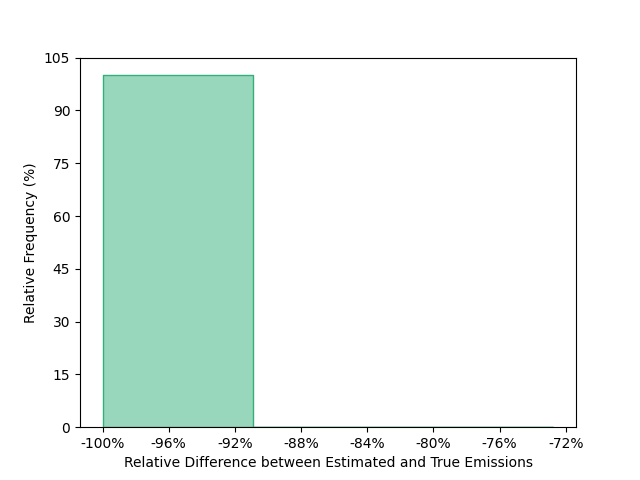 105
90
75
60
45
30
15
0
Relative Frequency (%)
-100% -96% -92% -88% -84% -80% -76% -72%
Relative Difference between Estimated and True Emissions